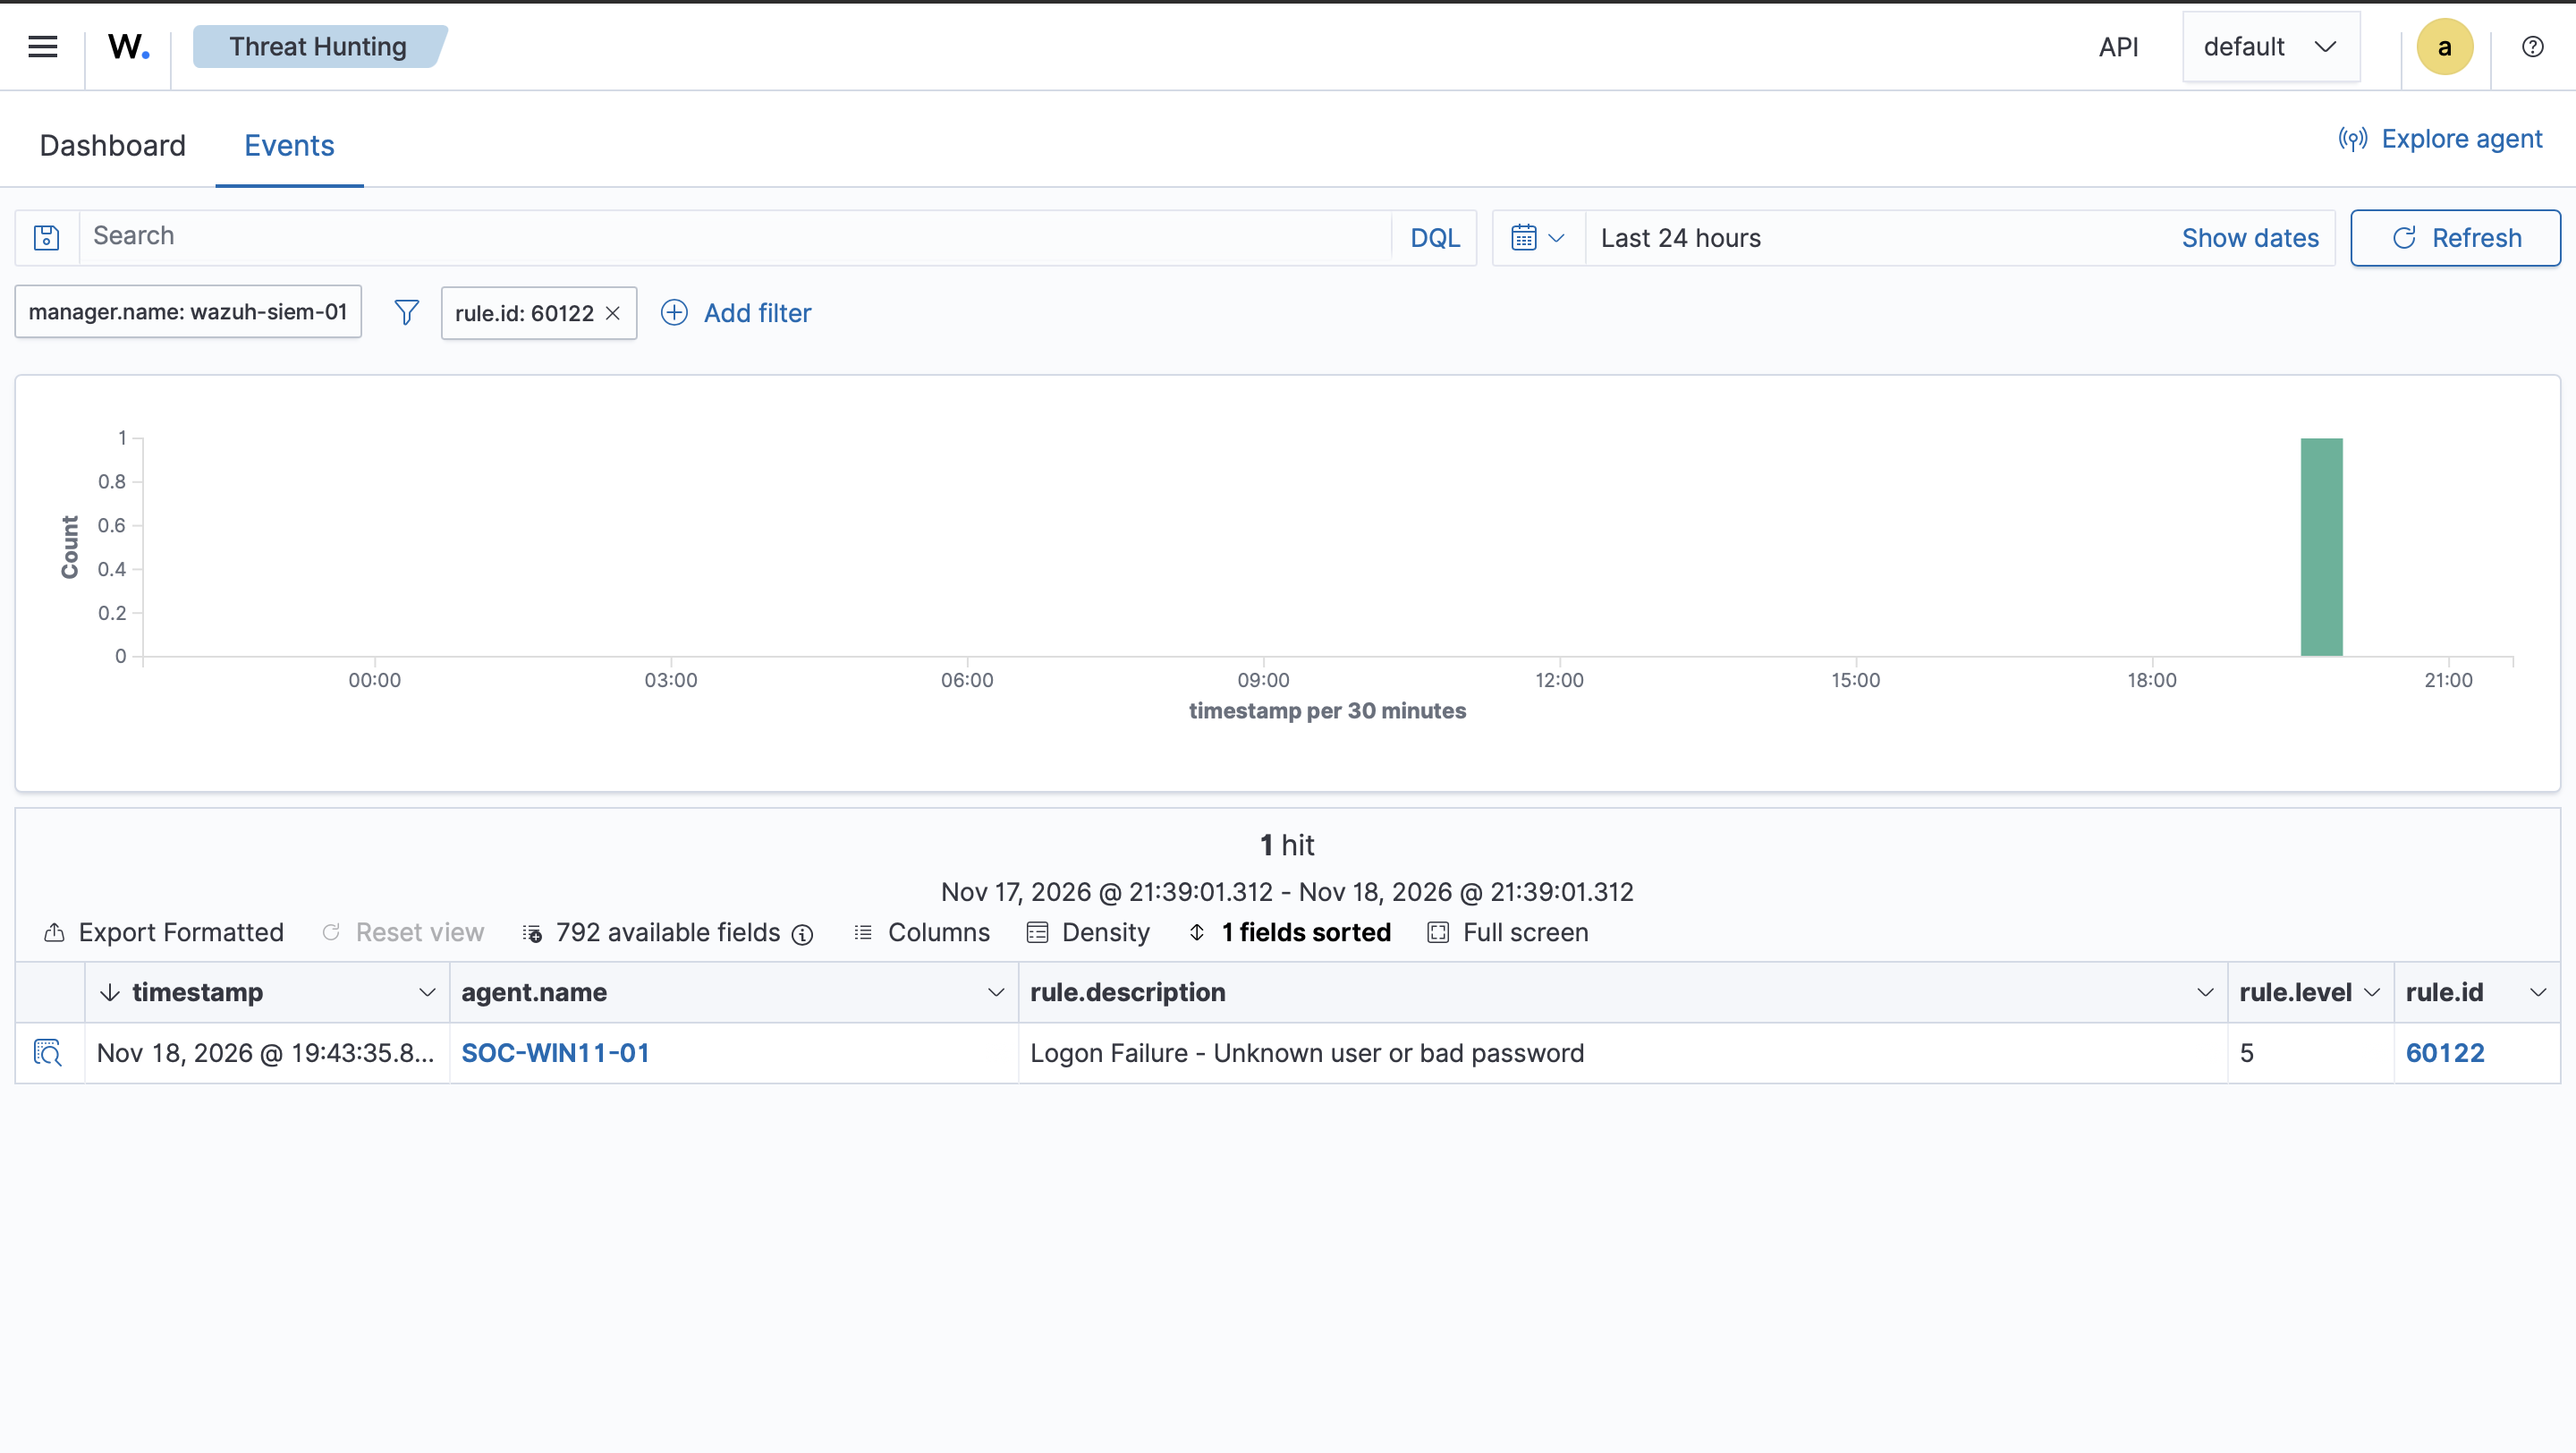 W. Threat Hunting API default a
Dashboard Events Explore agent
Search DQL Last 24 hours Show dates Refresh
manager.name: wazuh-siem-01 rule.id: 60122 Add filter
1
0.8
0.6
0.4
0.2
0
Count
00:00 03:00 06:00 09:00 12:00 15:00 18:00 21:00
timestamp per 30 minutes
1 hit
Nov 17, 2026 @ 21:39:01.312 - Nov 18, 2026 @ 21:39:01.312
Export Formatted Reset view 792 available fields Columns Density 1 fields sorted Full screen
timestamp agent.name rule.description rule.level rule.id
Nov 18, 2026 @ 19:43:35.8... SOC-WIN11-01 Logon Failure - Unknown user or bad password 5 60122